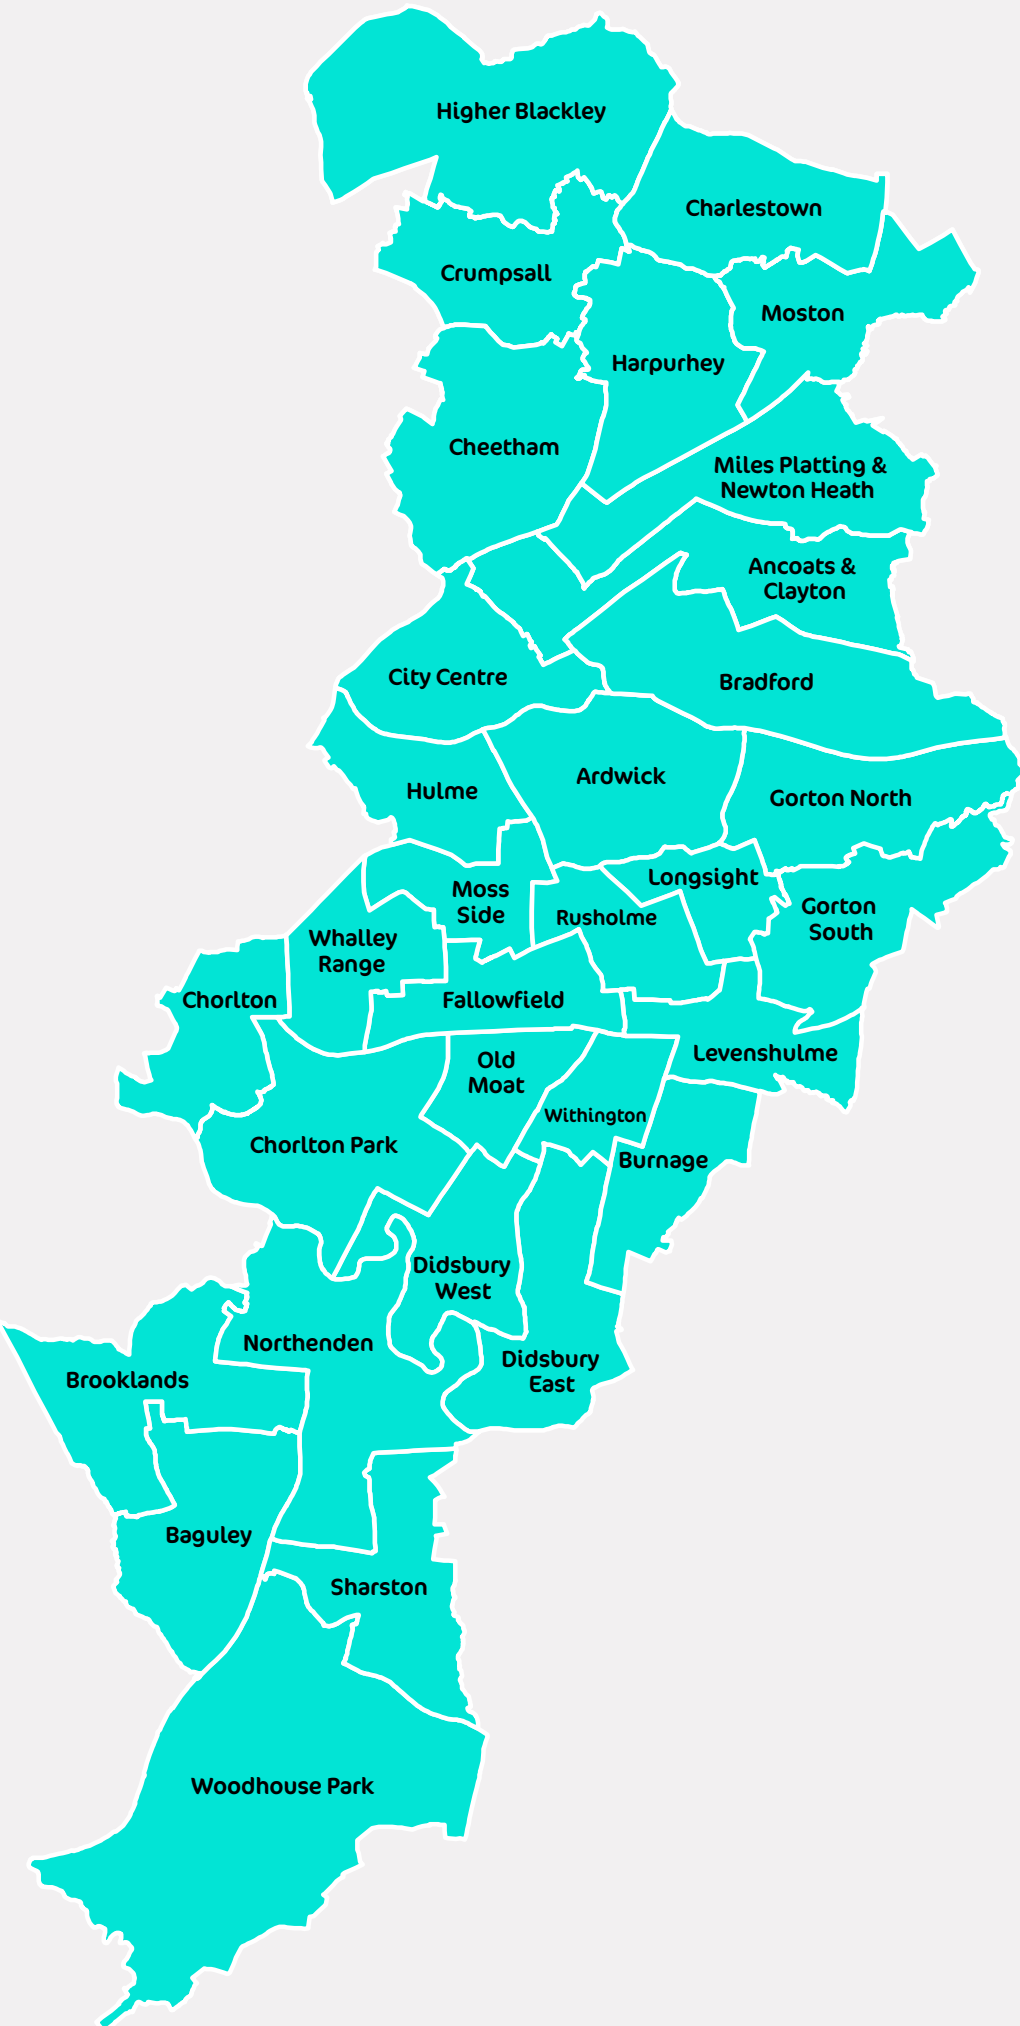 Higher Blackley
Charlestown
Crumpsall
Moston
Harpurhey
Cheetham
Miles Platting &
Newton Heath
Ancoats &
Clayton
City Centre
Bradford
Ardwick
Hulme
Gorton North
Longsight
Moss
Side
Rusholme
Gorton
South
Whalley
Range
Chorlton
Fallowfield
Levenshulme
Old
Moat
Withington
Chorlton Park
Burnage
Didsbury
West
Northenden
Didsbury
East
Brooklands
Baguley
Sharston
Woodhouse Park